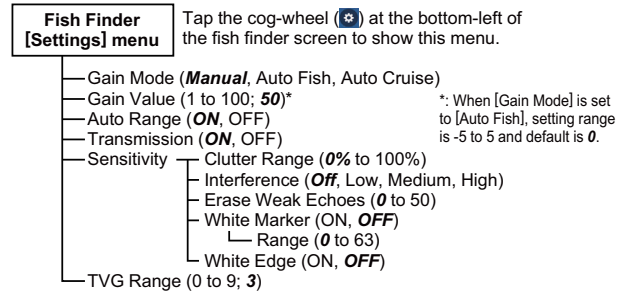 Fish Finder
[Settings] menu
Tap the cog-wheel () at the bottom-left of
the fish finder screen to show this menu.
Gain Mode (Manual, Auto Fish, Auto Cruise)
Gain Value (1 to 100; 50)*
Auto Range (ON, OFF)
Transmission (ON, OFF)
Sensitivity
Clutter Range (0% to 100%)
Interference (Off, Low, Medium, High)
Erase Weak Echoes (0 to 50)
White Marker (ON, OFF)
Range (0 to 63)
White Edge (ON, OFF)
TVG Range (0 to 9; 3)
*: When [Gain Mode] is set
to [Auto Fish], setting range
is -5 to 5 and default is 0.